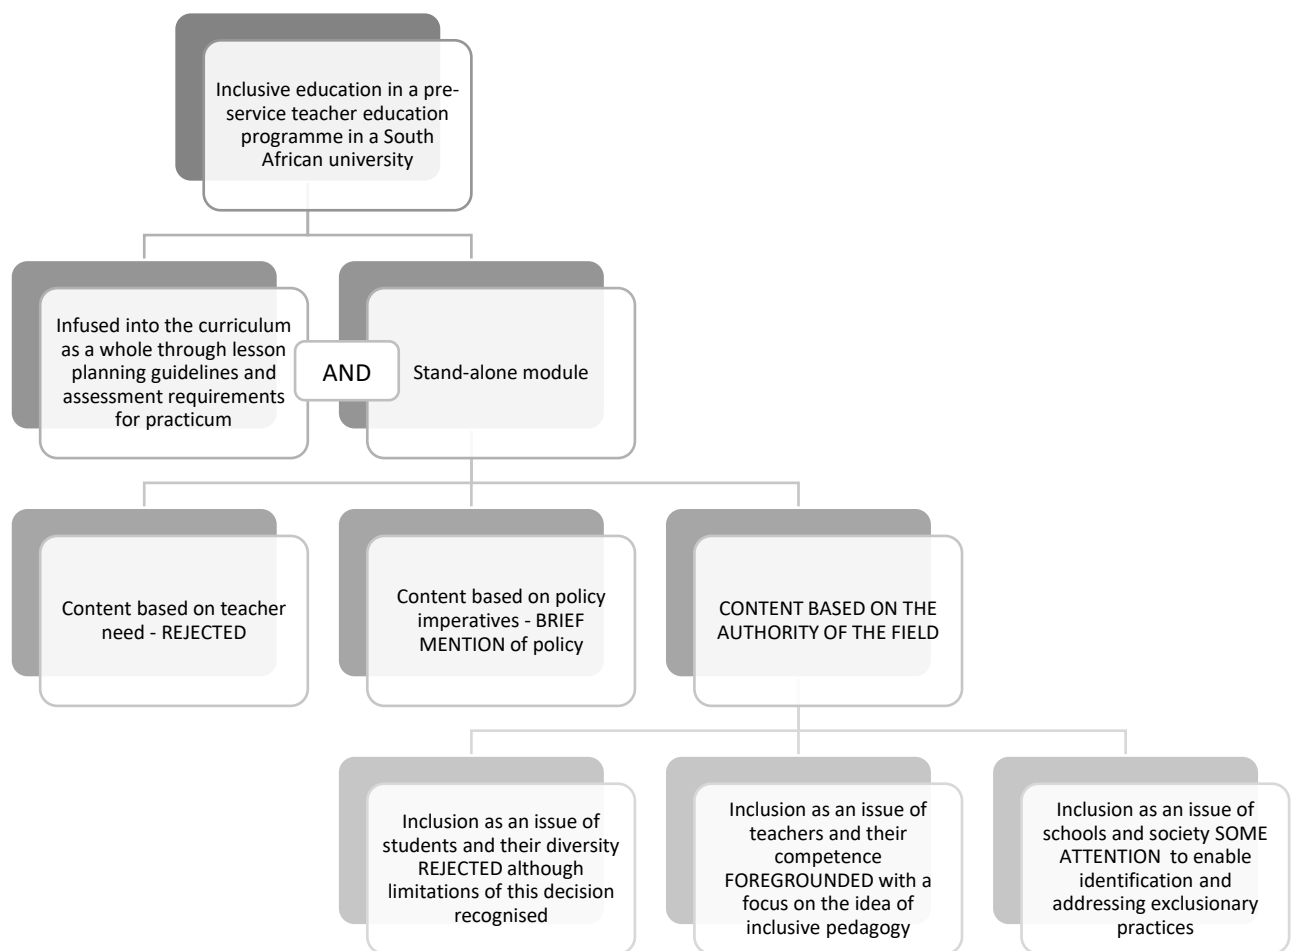 Inclusive education in a pre-
service teacher education
programme in a South
African university
Infused into the curriculum
as a whole through lesson
planning guidelines and
assessment requirements
for practicum
AND
Stand-alone module
Content based on teacher
need - REJECTED
Content based on policy
imperatives - BRIEF
MENTION of policy
CONTENT BASED ON THE
AUTHORITY OF THE FIELD
Inclusion as an issue of
students and their diversity
REJECTED although
limitations of this decision
recognised
Inclusion as an issue of
teachers and their
competence
FOREGROUNDED with a
focus on the idea of
inclusive pedagogy
Inclusion as an issue of
schools and society SOME
ATTENTION to enable
identification and
addressing exclusionary
practices